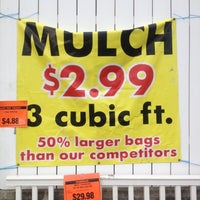 MULCH
$2.99
3 cubic ft.
50% larger bags
than our competitors
$4.88
$29.98